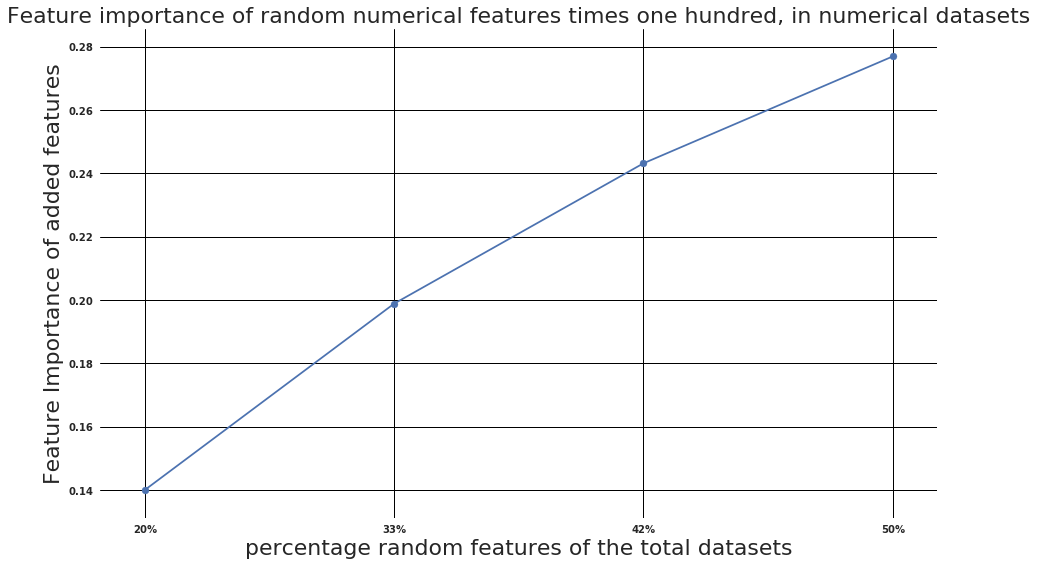 Feature importance of random numerical features times one hundred, in numerical datasets
Feature Importance of added features
0.28
0.26
0.24
0.22
0.20
0.18
0.16
0.14
20% 33% 42% 50%
percentage random features of the total datasets